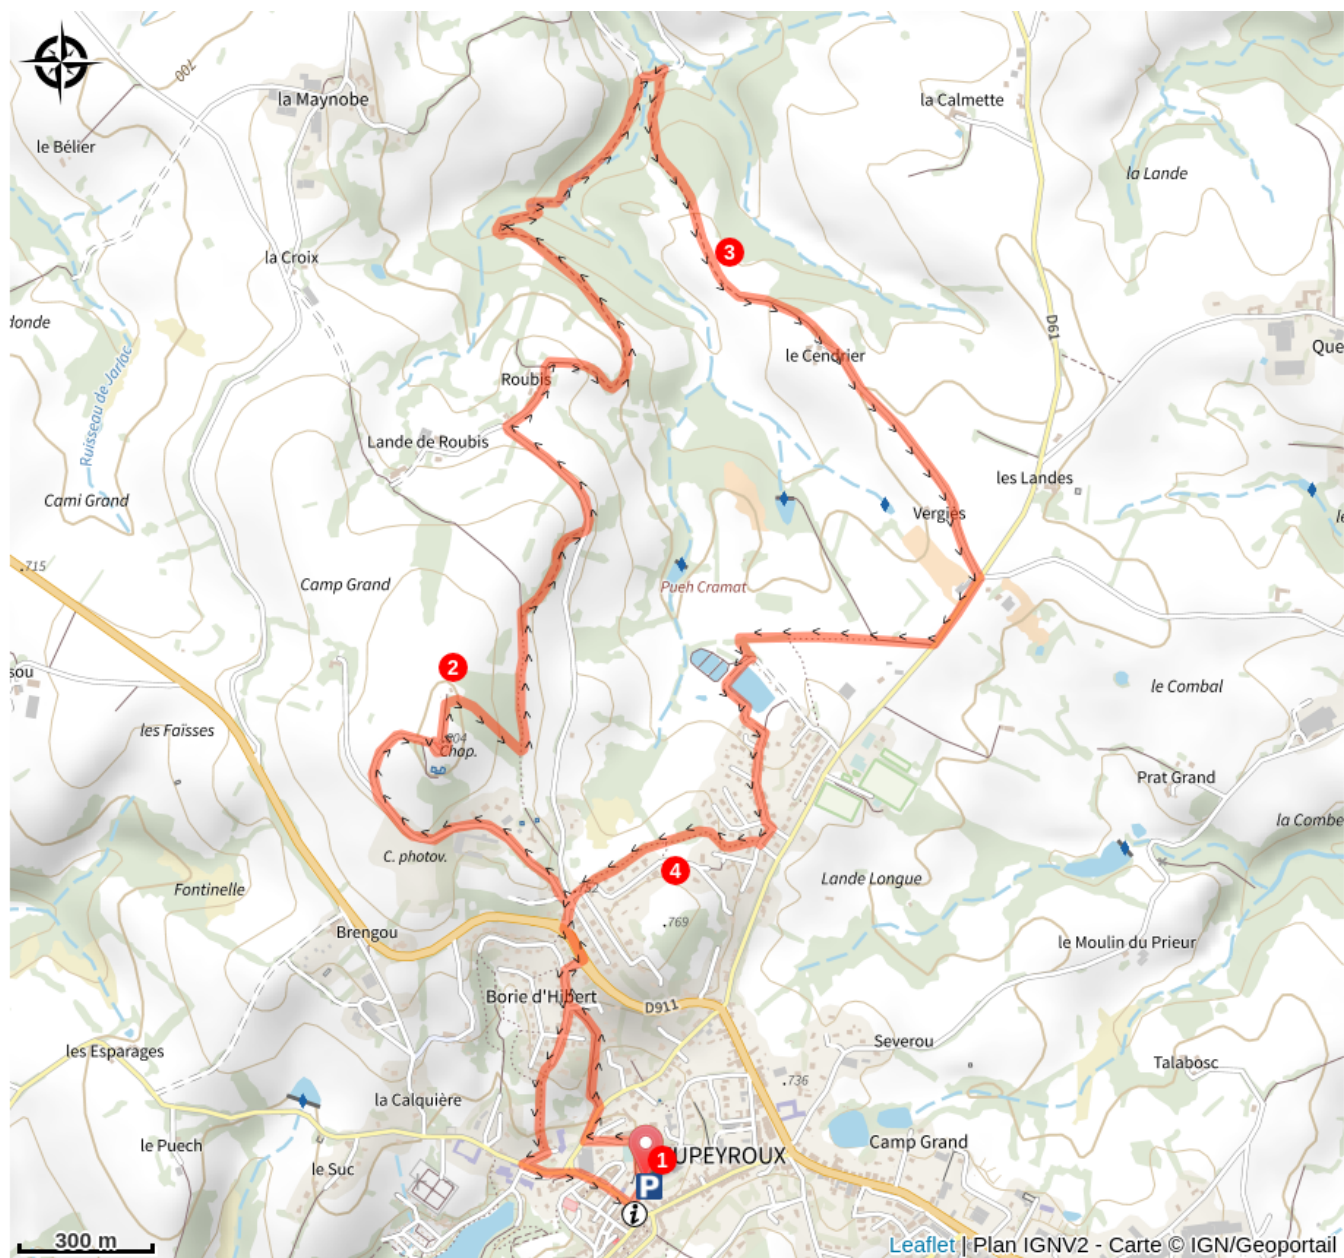 700
la Maynobe
la Calmette
le Bélier
la Lande
la Croix
3
donde
D61
Que
Ruisseau de Jarlac
le Cendrier
Roubis
Lande de Roubis
les Landes
Cami Grand
Vergiès
.715
Camp Grand
Pueh Cramat
2
sou
le Combal
les Faïsses
Chap.
Prat Grand
la Combe
C. photov.
4
Lande Longue
Fontinelle
.769
Brengou
le Moulin du Prieur
Borie d'Hibert
D911
Severou
les Esparages
Talabosc
.736
la Calquière
Camp Grand
le Puech
1
UPEYROUX
le Suc
P
i
300 m
Leaflet | Plan IGNV2 - Carte © IGN/Geoportail